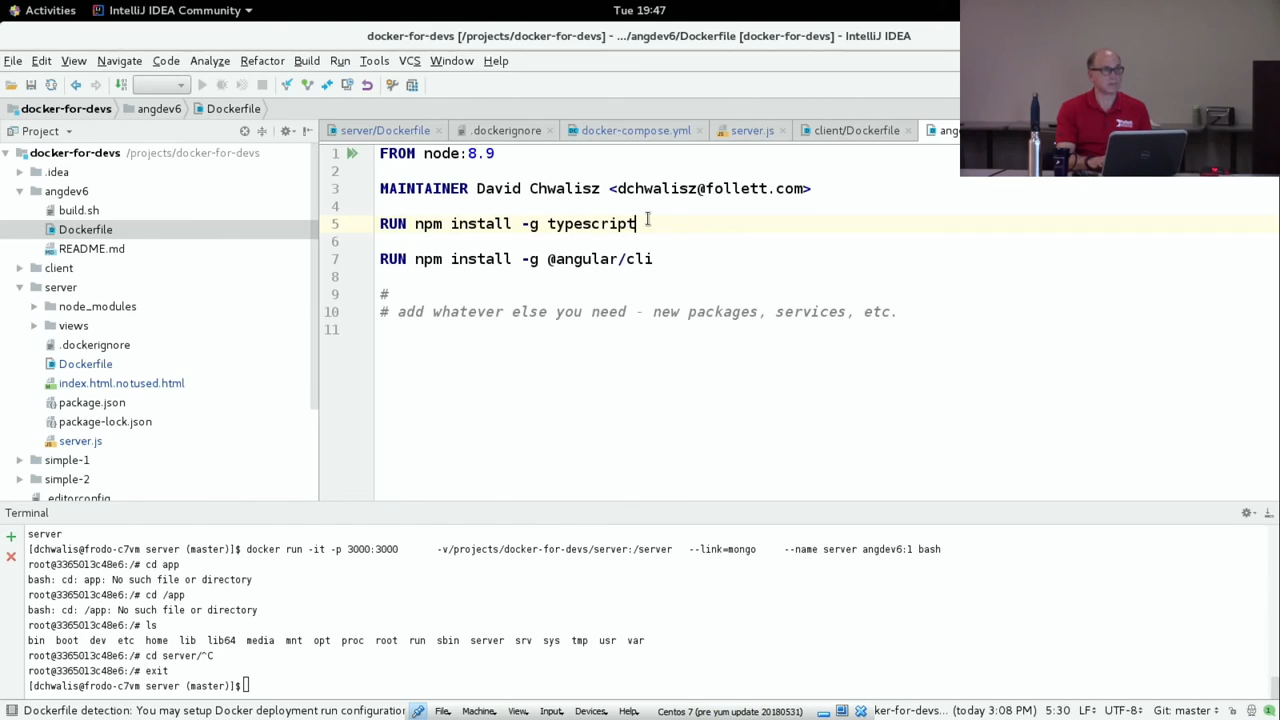 Activities IntelliJ IDEA Community Tue 19:47
docker-for-devs [/projects/docker-for-devs] - .../angdev6/Dockerfile [docker-for-devs] - IntelliJ IDEA
File Edit View Navigate Code Analyze Refactor Build Run Tools VCS Window Help
docker-for-devs angdev6 Dockerfile
Project server/Dockerfile .dockerignore docker-compose.yml server.js client/Dockerfile ang
docker-for-devs /projects/docker-for-devs
.idea
angdev6
build.sh
Dockerfile
README.md
client
server
node_modules
views
.dockerignore
Dockerfile
index.html.notused.html
package.json
package-lock.json
server.js
simple-1
simple-2
.editorconfig
1 FROM node:8.9
2
3 MAINTAINER David Chwalisz <dchwalisz@follett.com>
4
5 RUN npm install -g typescript
6
7 RUN npm install -g @angular/cli
8
9 #
10 # add whatever else you need - new packages, services, etc.
11
Terminal
server
[dchwalis@frodo-c7vm server (master)]$ docker run -it -p 3000:3000 -v/projects/docker-for-devs/server:/server --link=mongo --name server angdev6:1 bash
root@3365013c48e6:/# cd app
bash: cd: app: No such file or directory
root@3365013c48e6:/# cd /app
bash: cd: /app: No such file or directory
root@3365013c48e6:/# ls
bin boot dev etc home lib lib64 media mnt opt proc root run sbin server srv sys tmp usr var
root@3365013c48e6:/# cd server/^C
root@3365013c48e6:/# exit
[dchwalis@frodo-c7vm server (master)]$
Dockerfile detection: You may setup Docker deployment run configuration File Machine View Input Devices Help Centos 7 (pre yum update 20180531) ker-for-devs... (today 3:08 PM) 5:30 LF÷ UTF-8÷ Git: master÷